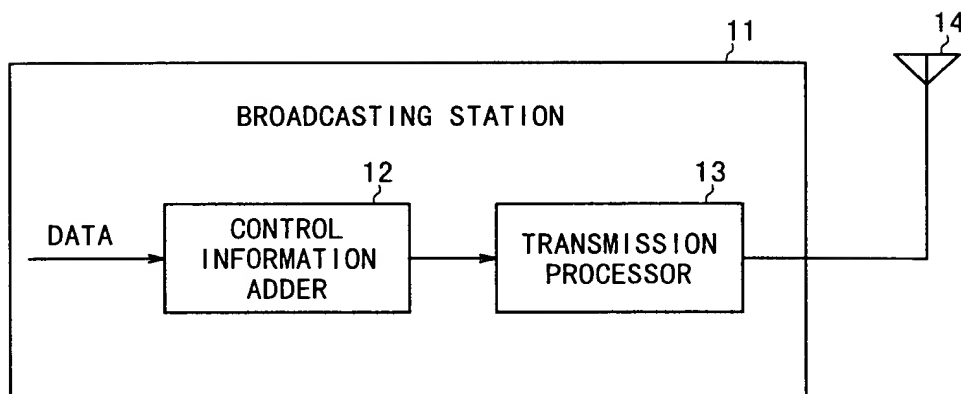 11
14
BROADCASTING STATION
12
13
DATA
CONTROL
INFORMATION
ADDER
TRANSMISSION
PROCESSOR